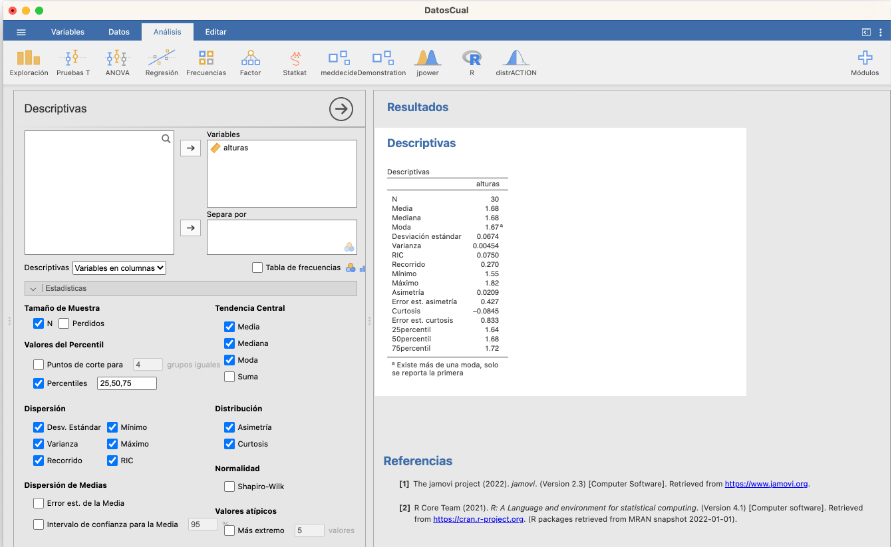 DatosCual
Variables Datos Análisis Editar
Exploración Pruebas T ANOVA Regresión Frecuencias Factor Statkat meddecide Demonstration jpower R distrACTION Módulos
Descriptivas
Variables
alturas
Separa por
Descriptivas Variables en columnas Tabla de frecuencias
Estadísticas
Tamaño de Muestra
N Perdidos
Valores del Percentil
Puntos de corte para 4 grupos iguales
Percentiles 25,50,75
Dispersión
Desv. Estándar Mínimo
Varianza Máximo
Recorrido RIC
Dispersión de Medias
Error est. de la Media
Intervalo de confianza para la Media 95 %
Tendencia Central
Media
Mediana
Moda
Suma
Distribución
Asimetría
Curtosis
Normalidad
Shapiro-Wilk
Valores atípicos
Más extremo 5 valores
Resultados
Descriptivas
Descriptivas
alturas
N 30
Media 1.68
Mediana 1.68
Moda 1.67 ª
Desviación estándar 0.0674
Varianza 0.00454
RIC 0.0750
Recorrido 0.270
Mínimo 1.55
Máximo 1.82
Asimetría 0.0209
Error est. asimetría 0.427
Curtosis −0.0845
Error est. curtosis 0.833
25percentil 1.64
50percentil 1.68
75percentil 1.72
ª Existe más de una moda, solo
se reporta la primera
Referencias
[1] The jamovi project (2022). jamovi. (Version 2.3) [Computer Software]. Retrieved from https://www.jamovi.org.
[2] R Core Team (2021). R: A Language and environment for statistical computing. (Version 4.1) [Computer software]. Retrieved
from https://cran.r-project.org. (R packages retrieved from MRAN snapshot 2022-01-01).